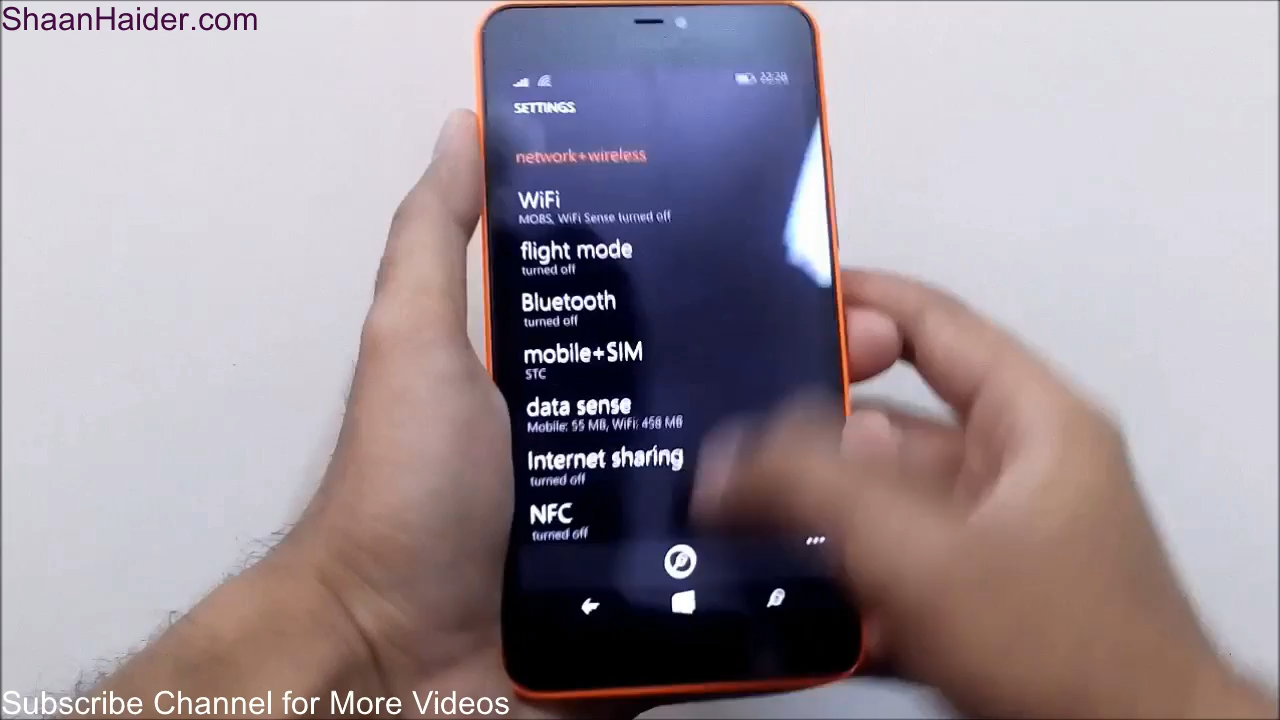 ShaanHaider.com
22:28
SETTINGS
network+wireless
WiFi
MOBS, WiFi Sense turned off
flight mode
turned off
Bluetooth
turned off
mobile+SIM
STC
data sense
Mobile: 55 MB, WiFi: 458 MB
Internet sharing
turned off
NFC
turned off
Subscribe Channel for More Videos